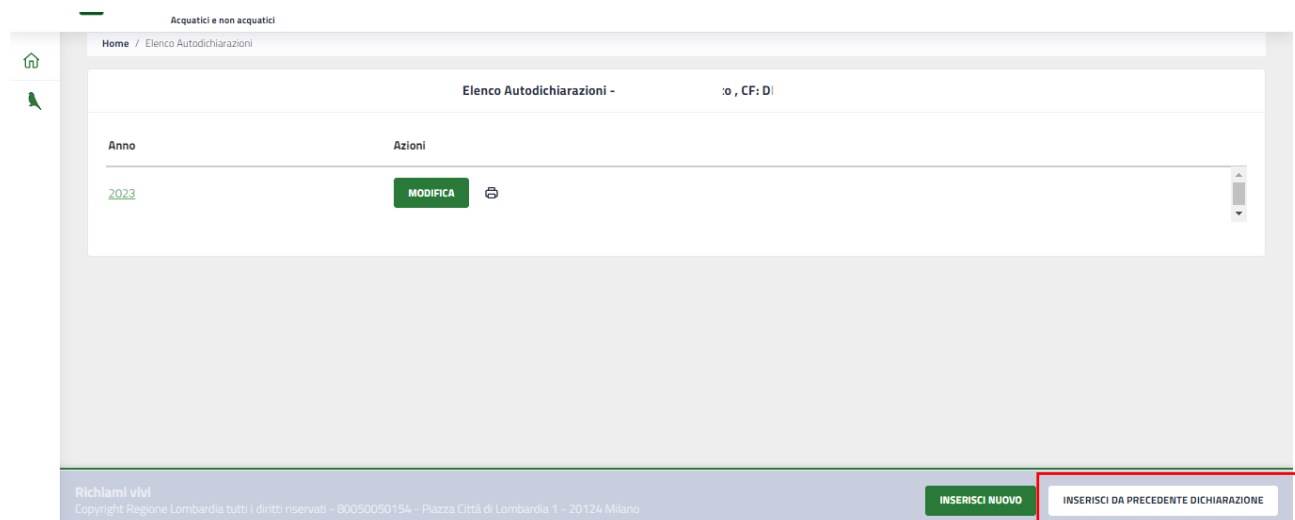 Acquatici e non acquatici
Home / Elenco Autodichiarazioni
Elenco Autodichiarazioni - :o , CF: D
Anno Azioni
2023 MODIFICA
Richiami vivi
Copyright Regione Lombardia tutti i diritti riservati - 80050050154 - Piazza Città di Lombardia 1 - 20124 Milano
INSERISCI NUOVO INSERISCI DA PRECEDENTE DICHIARAZIONE